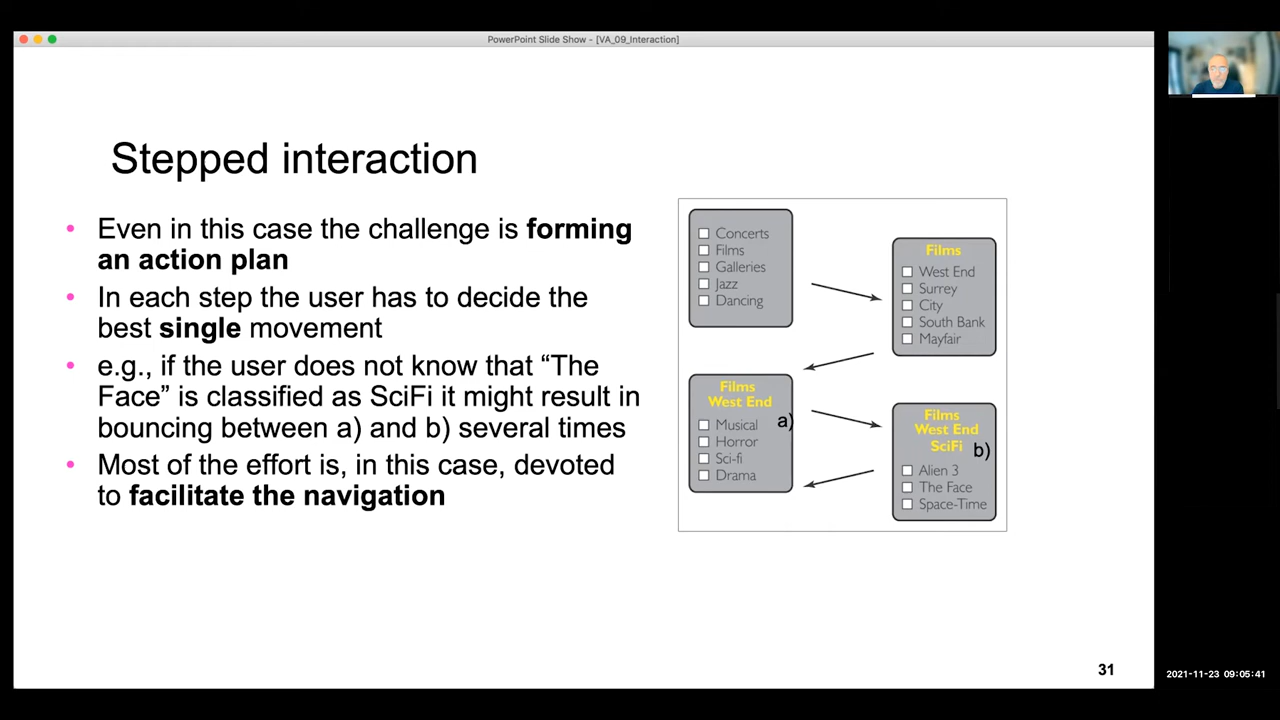 PowerPoint Slide Show - [VA_09_Interaction]
Stepped interaction
• Even in this case the challenge is forming
an action plan
• In each step the user has to decide the
best single movement
• e.g., if the user does not know that “The
Face” is classified as SciFi it might result in
bouncing between a) and b) several times
• Most of the effort is, in this case, devoted
to facilitate the navigation
Concerts
Films
Galleries
Jazz
Dancing
Films
West End
Surrey
City
South Bank
Mayfair
Films
West End
Musical
Horror
Sci-fi
Drama
a)
Films
West End
SciFi
b)
Alien 3
The Face
Space-Time
31
2021-11-23 09:05:41